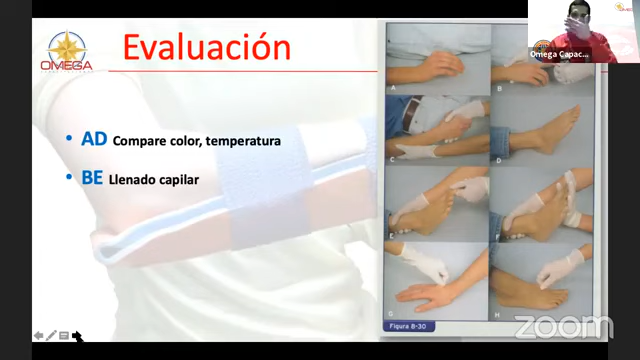 OMEGA
Evaluación
AD Compare color, temperatura
BE Llenado capilar
A
B
C
D
E
F
G
H
Figura 8-30
Omega Capac...
zoom